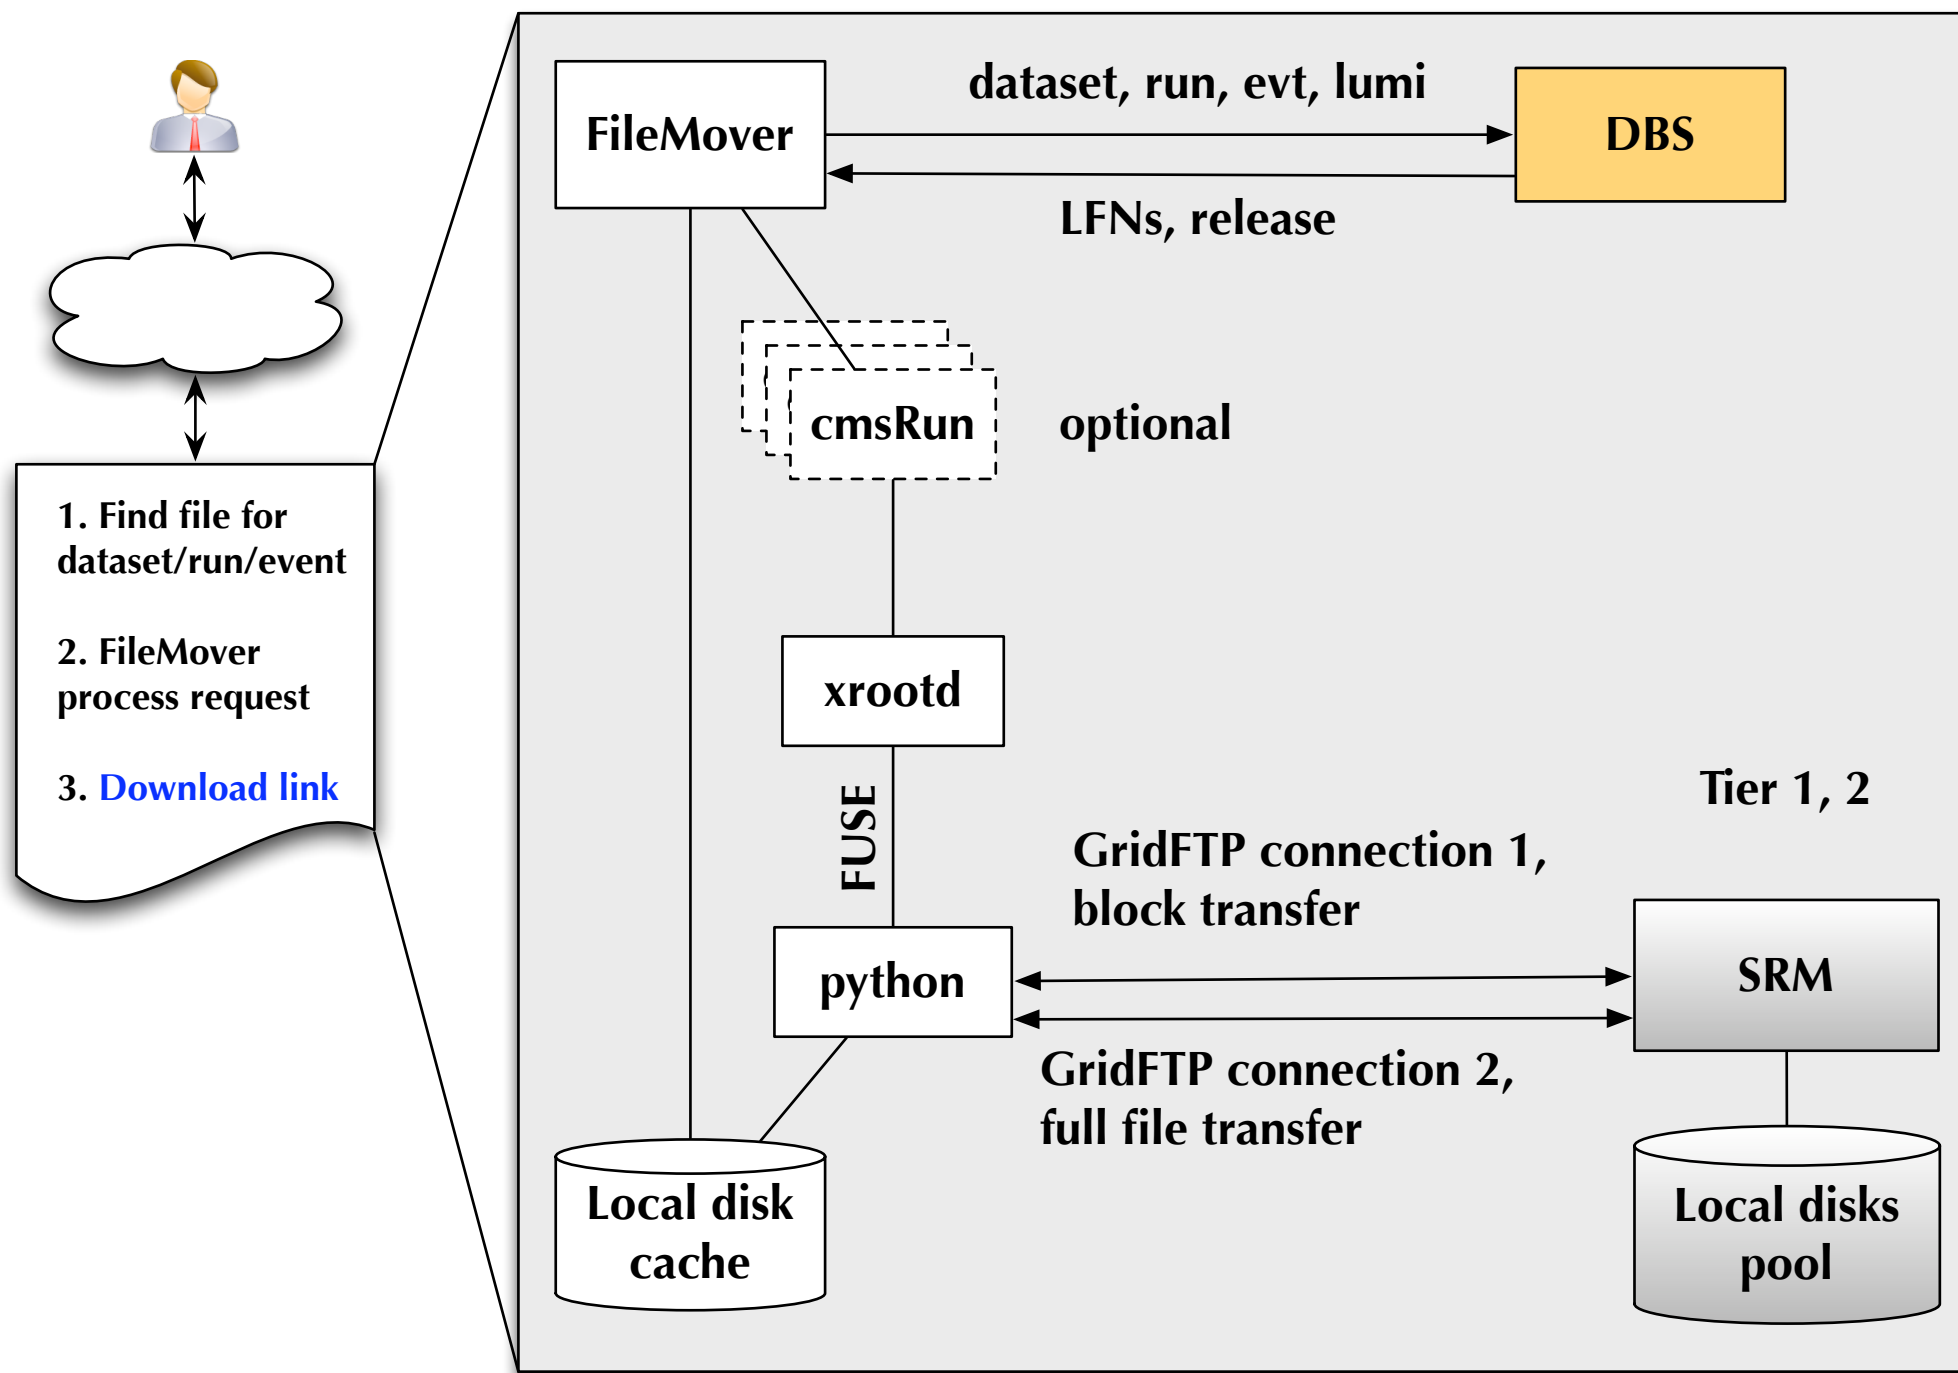 1. Find file for
dataset/run/event
2. FileMover
process request
3. Download link
FileMover
dataset, run, evt, lumi
DBS
LFNs, release
cmsRun
optional
xrootd
FUSE
Tier 1, 2
GridFTP connection 1,
block transfer
python
SRM
GridFTP connection 2,
full file transfer
Local disk
cache
Local disks
pool